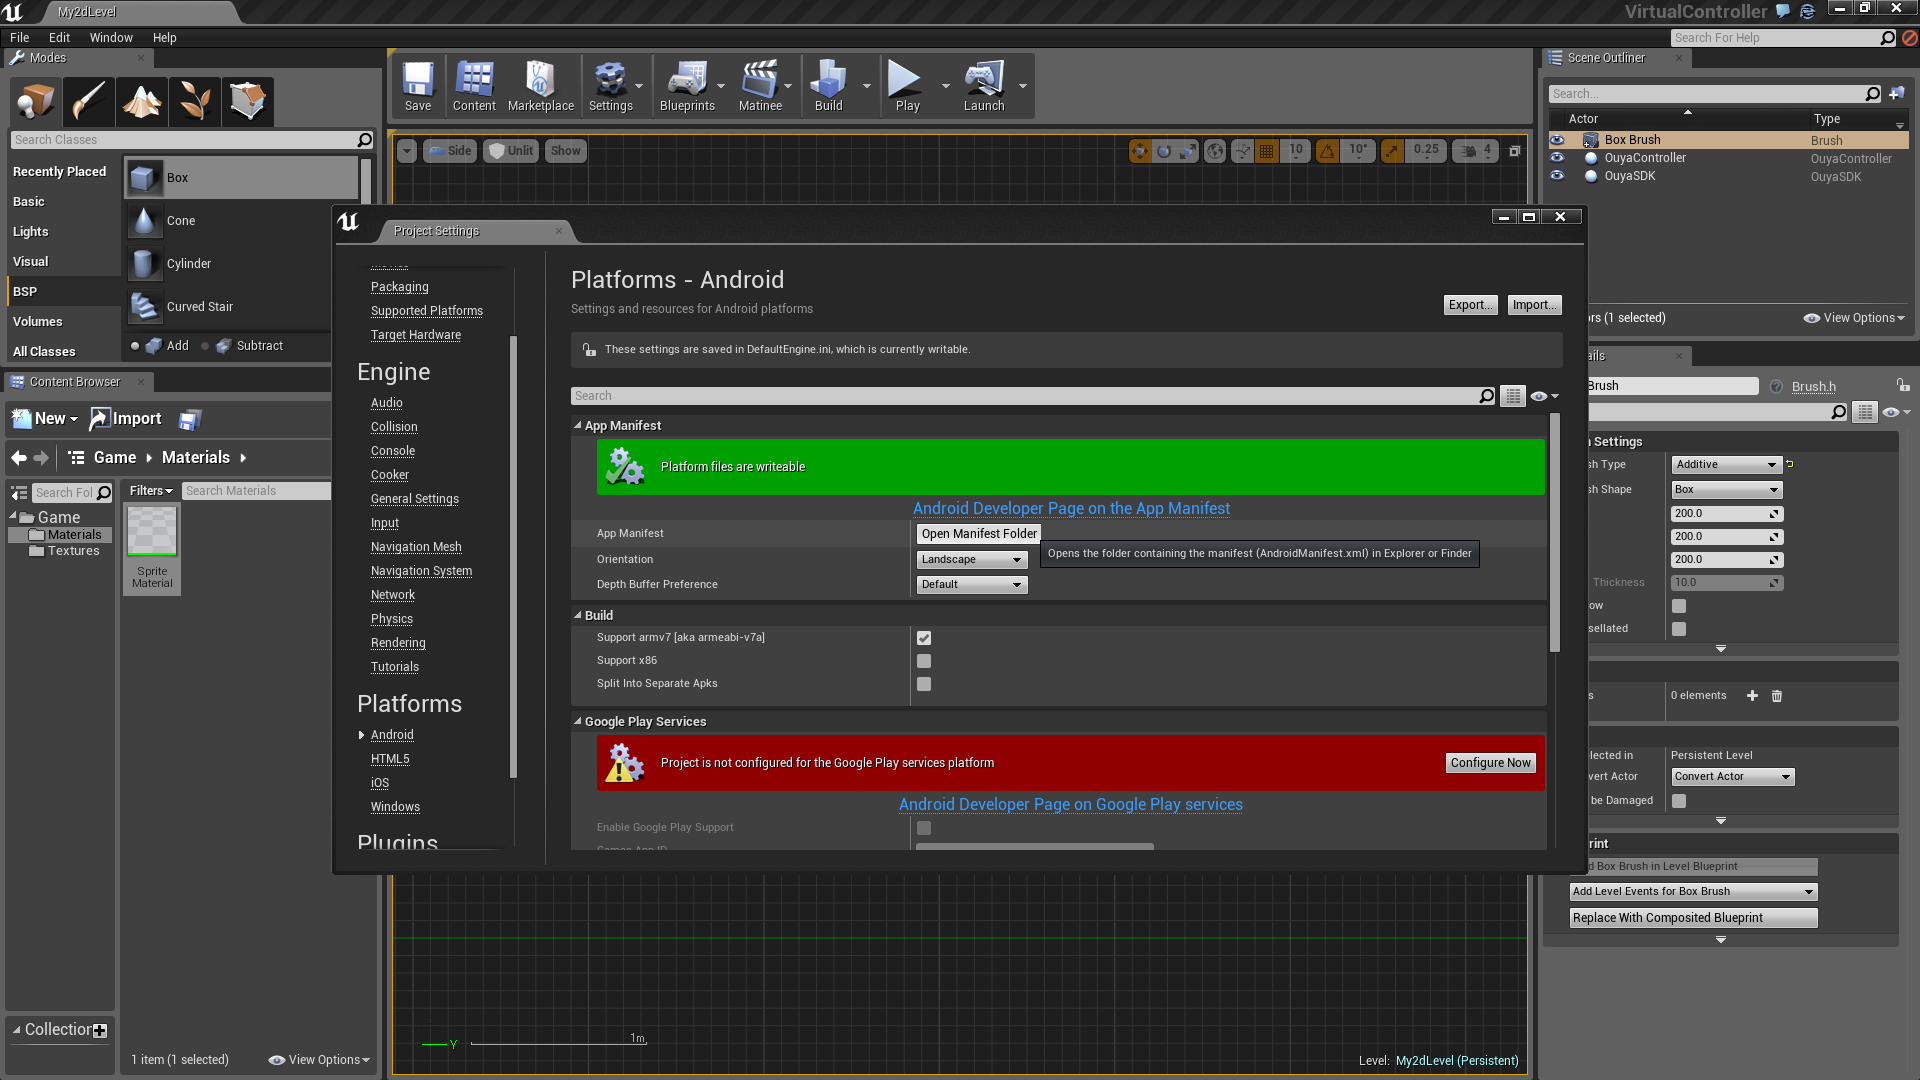 My2dLevel
VirtualController
File Edit Window Help
Search For Help
Modes
Search Classes
Recently Placed
Basic
Lights
Visual
BSP
Volumes
All Classes
Box
Cone
Cylinder
Curved Stair
Add Subtract
Save Content Marketplace Settings Blueprints Matinee Build Play Launch
Side Unlit Show
10 10° 0.25 4
Scene Outliner
Search...
Actor Type
Box Brush Brush
OuyaController OuyaController
OuyaSDK OuyaSDK
rs (1 selected) View Options
Content Browser
New Import
Game Materials
Search Fol
Filters Search Materials
Game
Materials
Textures
Sprite
Material
Collection
1 item (1 selected) View Options
Project Settings
Packaging
Supported Platforms
Target Hardware
Engine
Audio
Collision
Console
Cooker
General Settings
Input
Navigation Mesh
Navigation System
Network
Physics
Rendering
Tutorials
Platforms
Android
HTML5
iOS
Windows
Plugins
Platforms - Android
Settings and resources for Android platforms
Export... Import...
These settings are saved in DefaultEngine.ini, which is currently writable.
Search
App Manifest
Platform files are writeable
Android Developer Page on the App Manifest
App Manifest Open Manifest Folder
Opens the folder containing the manifest (AndroidManifest.xml) in Explorer or Finder
Orientation Landscape
Depth Buffer Preference Default
Build
Support armv7 [aka armeabi-v7a]
Support x86
Split Into Separate Apks
Google Play Services
Project is not configured for the Google Play services platform
Configure Now
Android Developer Page on Google Play services
Enable Google Play Support
ails
Brush Brush.h
Settings
sh Type Additive
sh Shape Box
200.0
200.0
200.0
Thickness 10.0
ow
sellated
s 0 elements
elected in Persistent Level
vert Actor Convert Actor
be Damaged
rint
d Box Brush in Level Blueprint
Add Level Events for Box Brush
Replace With Composited Blueprint
Y
1m
Level: My2dLevel (Persistent)